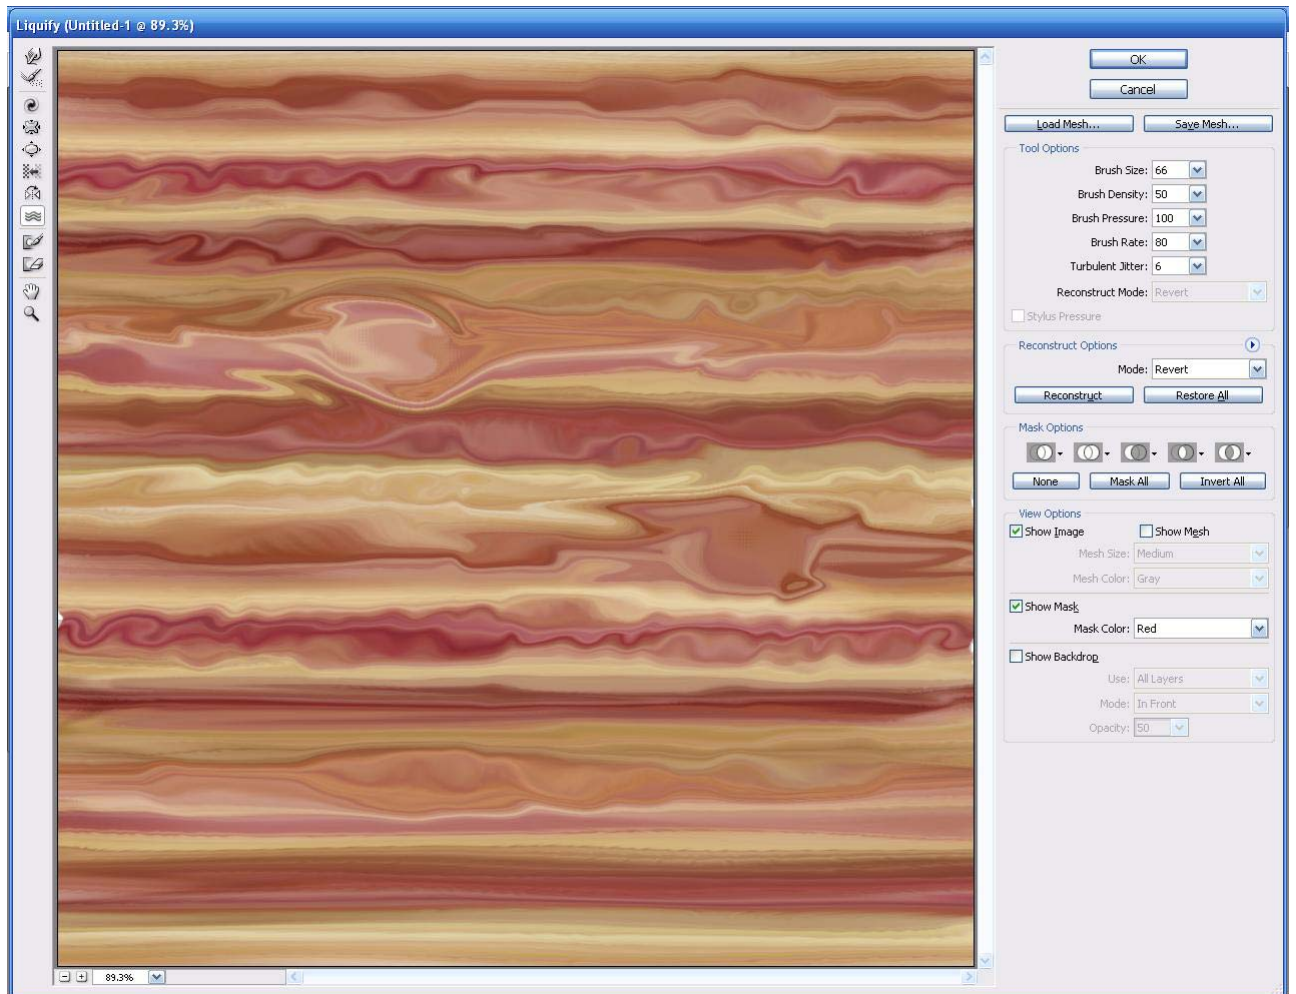 Liquify (Untitled-1 @ 89.3%)
OK
Cancel
Load Mesh... Save Mesh...
Tool Options
Brush Size: 66
Brush Density: 50
Brush Pressure: 100
Brush Rate: 80
Turbulent Jitter: 6
Reconstruct Mode: Revert
Stylus Pressure
Reconstruct Options
Mode: Revert
Reconstruct Restore All
Mask Options
None Mask All Invert All
View Options
Show Image Show Mesh
Mesh Size: Medium
Mesh Color: Gray
Show Mask
Mask Color: Red
Show Backdrop
Use: All Layers
Mode: In Front
Opacity: 50
89.3%